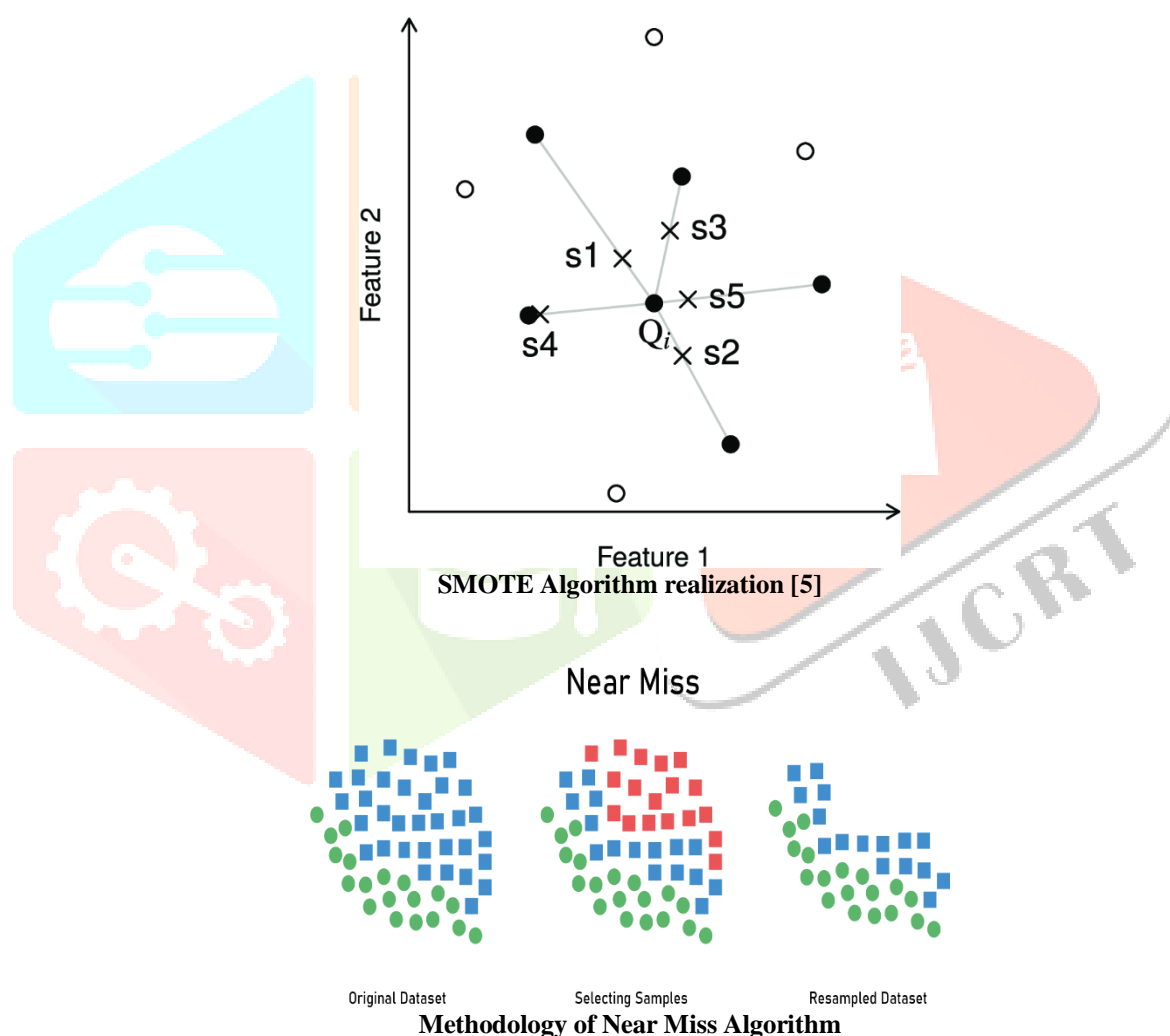 Feature 2
s1
s3
s5
s4
Qi
s2
Feature 1
SMOTE Algorithm realization [5]
IJCRT
Near Miss
Original Dataset
Selecting Samples
Resampled Dataset
Methodology of Near Miss Algorithm